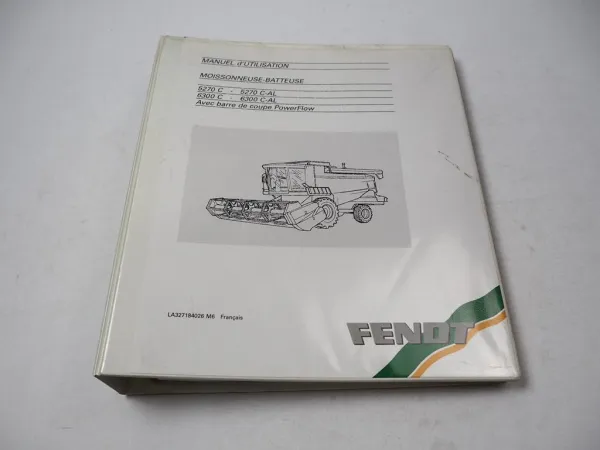 MANUEL d'UTILISATION
MOISSONNEUSE-BATTEUSE
5270 C - 5270 C-AL
6300 C - 6300 C-AL
Avec barre de coupe PowerFlow
LA327184028 M6 Français
FENDT